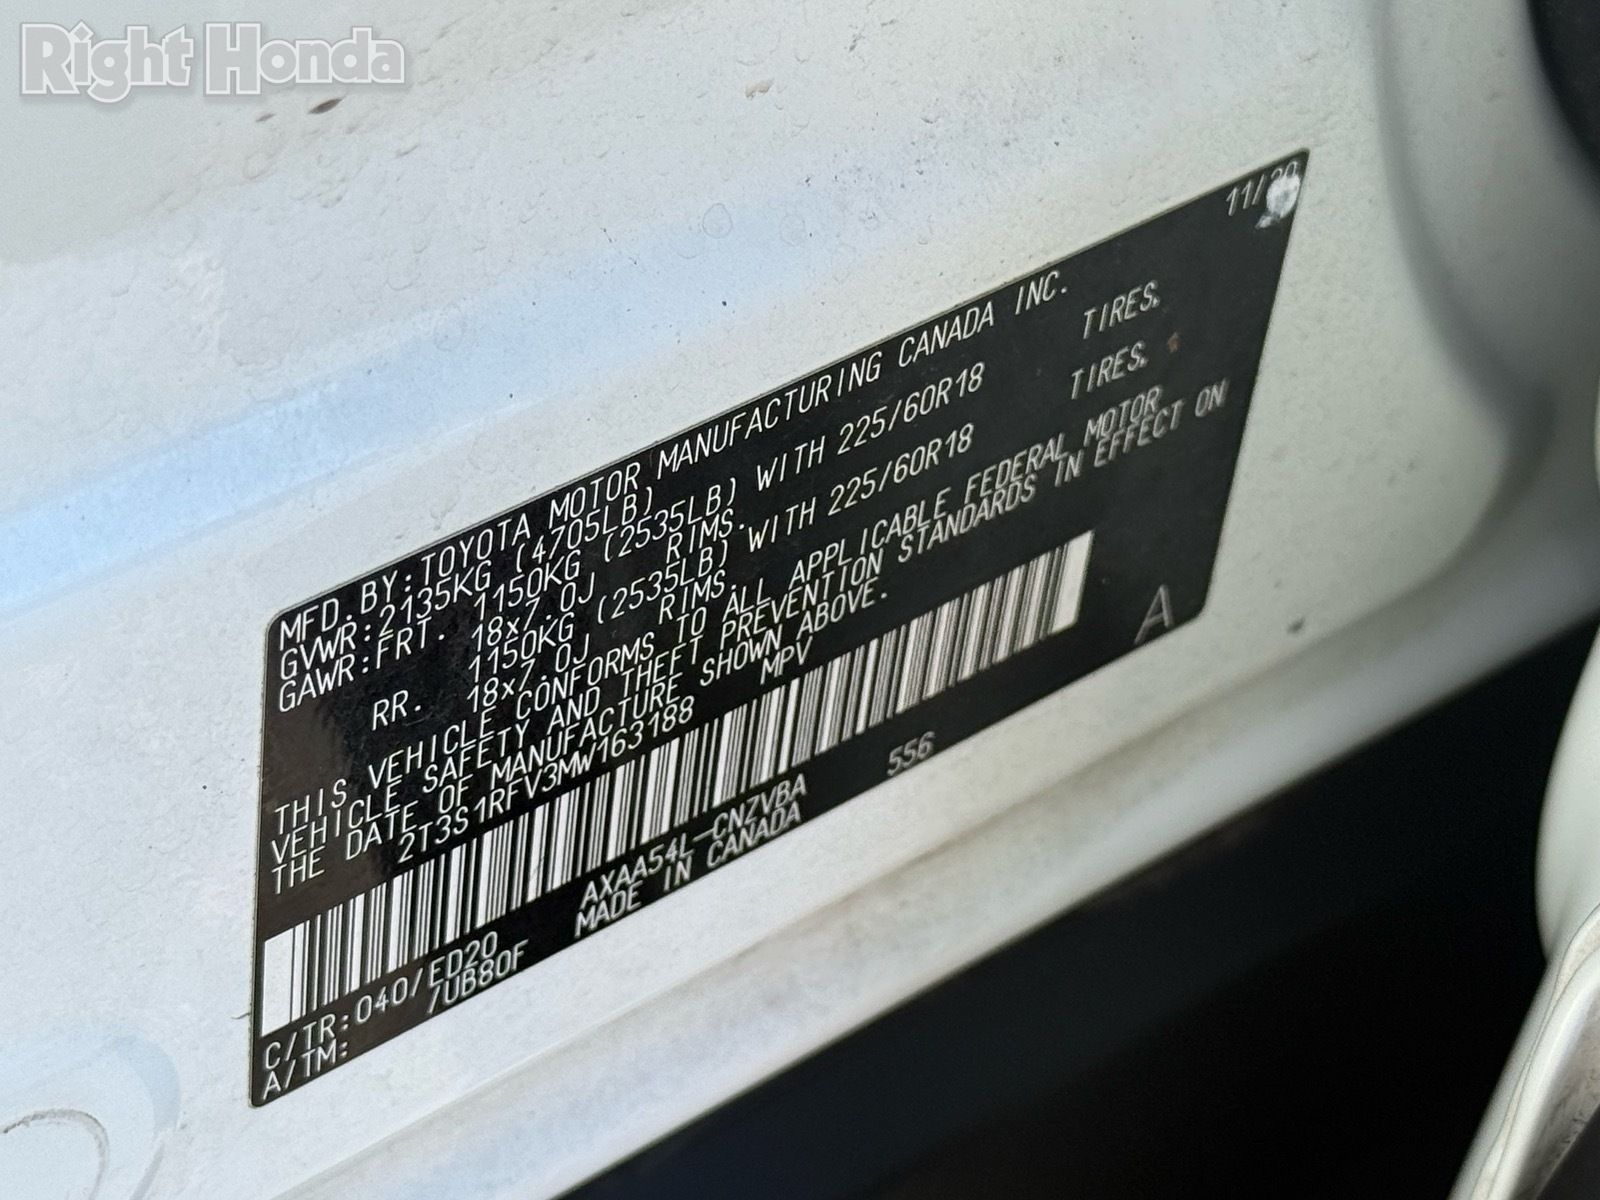 Right Honda
11/20
MFD. BY: TOYOTA MOTOR MANUFACTURING CANADA INC.
GVWR: 2135KG (4705LB)
GAWR: FRT. 1150KG (2535LB) WITH 225/60R18 TIRES.
18x7.0J RIMS.
RR. 1150KG (2535LB) WITH 225/60R18 TIRES.
18x7.0J RIMS.
THIS VEHICLE CONFORMS TO ALL APPLICABLE FEDERAL MOTOR
VEHICLE SAFETY AND THEFT PREVENTION STANDARDS IN EFFECT ON
THE DATE OF MANUFACTURE SHOWN ABOVE.
2T3S1RFV3MW163188 MPV
A
C/TR: 040/ED20 AXAA54L-CNZVBA 556
A/TM: 7UB80F MADE IN CANADA